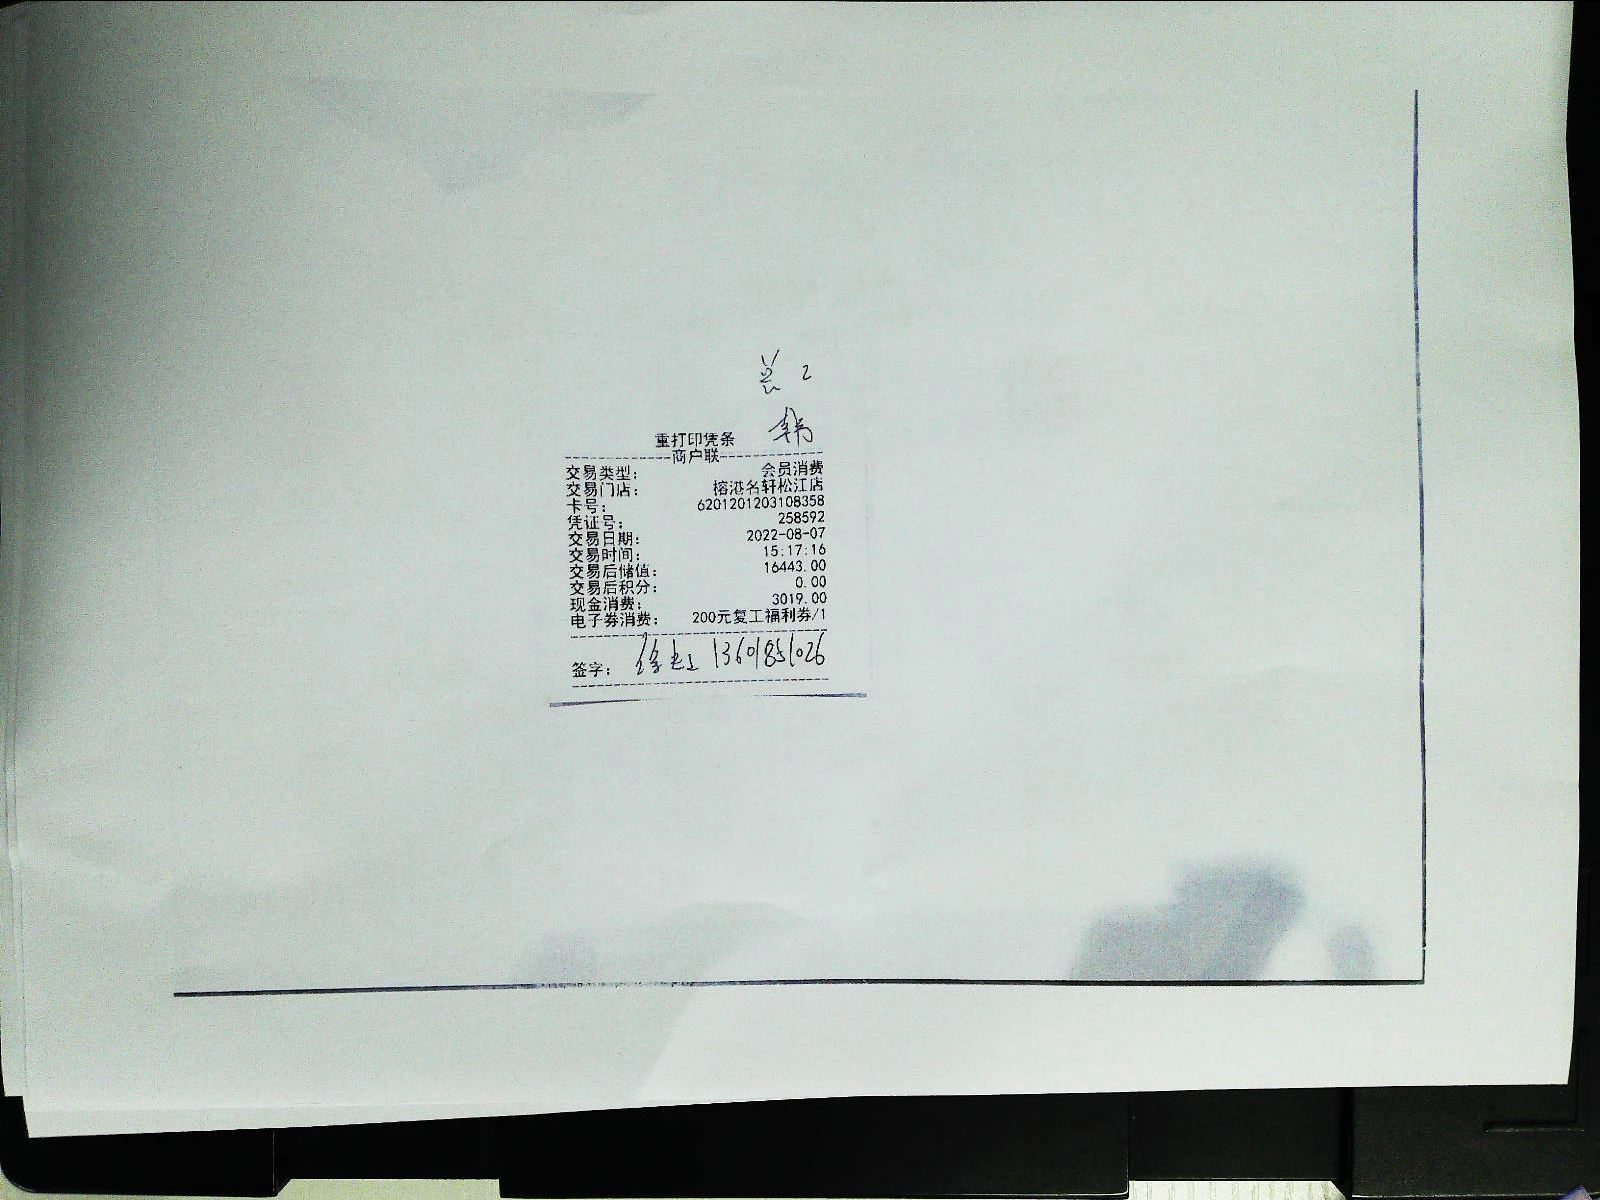 重打印凭条
商户联
交易类型: 会员消费
交易门店: 榕港名轩松江店
卡号: 6201201203108358
凭证号: 258592
交易日期: 2022-08-07
交易时间: 15:17:16
交易后储值: 16443.00
交易后积分: 0.00
现金消费: 3019.00
电子券消费: 200元复工福利券/1
签字: 13601851026